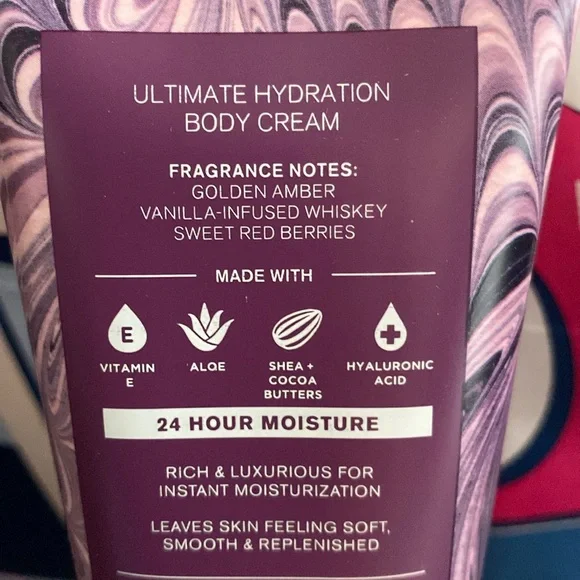 ULTIMATE HYDRATION
BODY CREAM
FRAGRANCE NOTES:
GOLDEN AMBER
VANILLA-INFUSED WHISKEY
SWEET RED BERRIES
MADE WITH
E
VITAMIN
E
ALOE
SHEA +
COCOA
BUTTERS
HYALURONIC
ACID
24 HOUR MOISTURE
RICH & LUXURIOUS FOR
INSTANT MOISTURIZATION
LEAVES SKIN FEELING SOFT,
SMOOTH & REPLENISHED